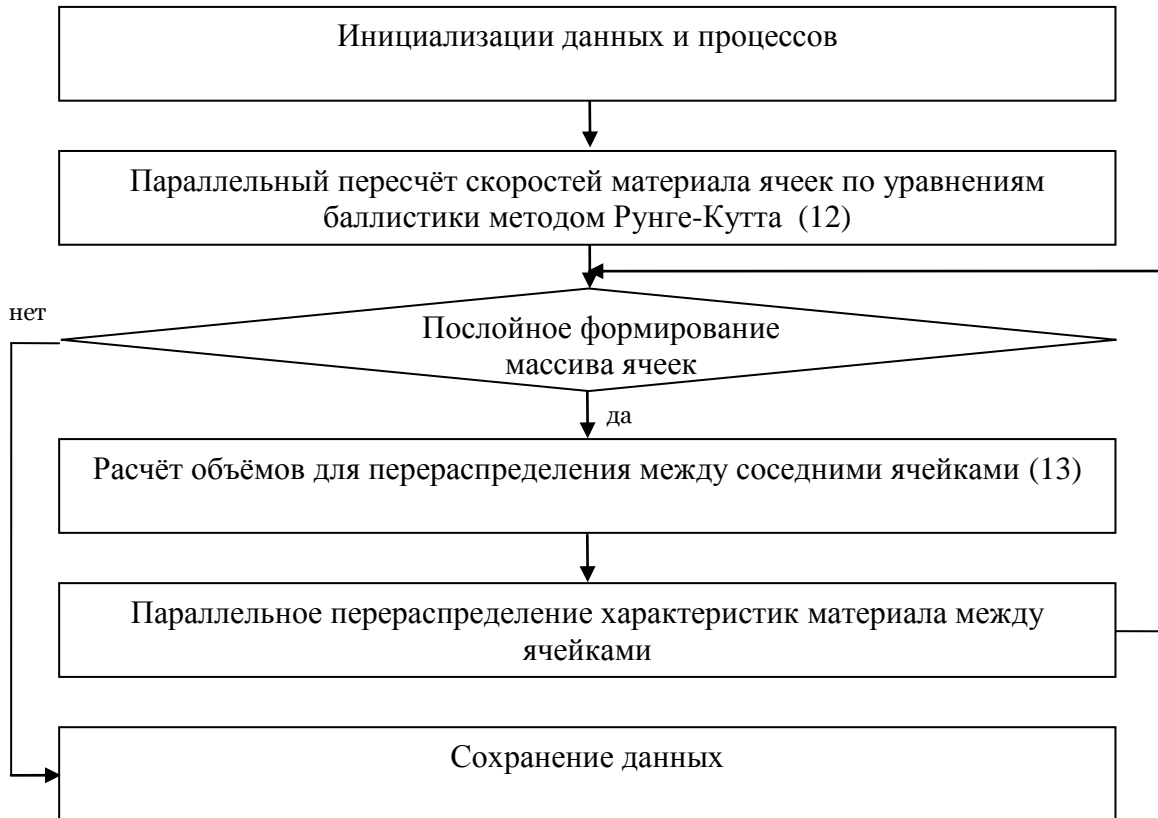 Инициализации данных и процессов
Параллельный пересчёт скоростей материала ячеек по уравнениям
баллистики методом Рунге-Кутта (12)
нет
Послойное формирование
массива ячеек
да
Расчёт объёмов для перераспределения между соседними ячейками (13)
Параллельное перераспределение характеристик материала между
ячейками
Сохранение данных